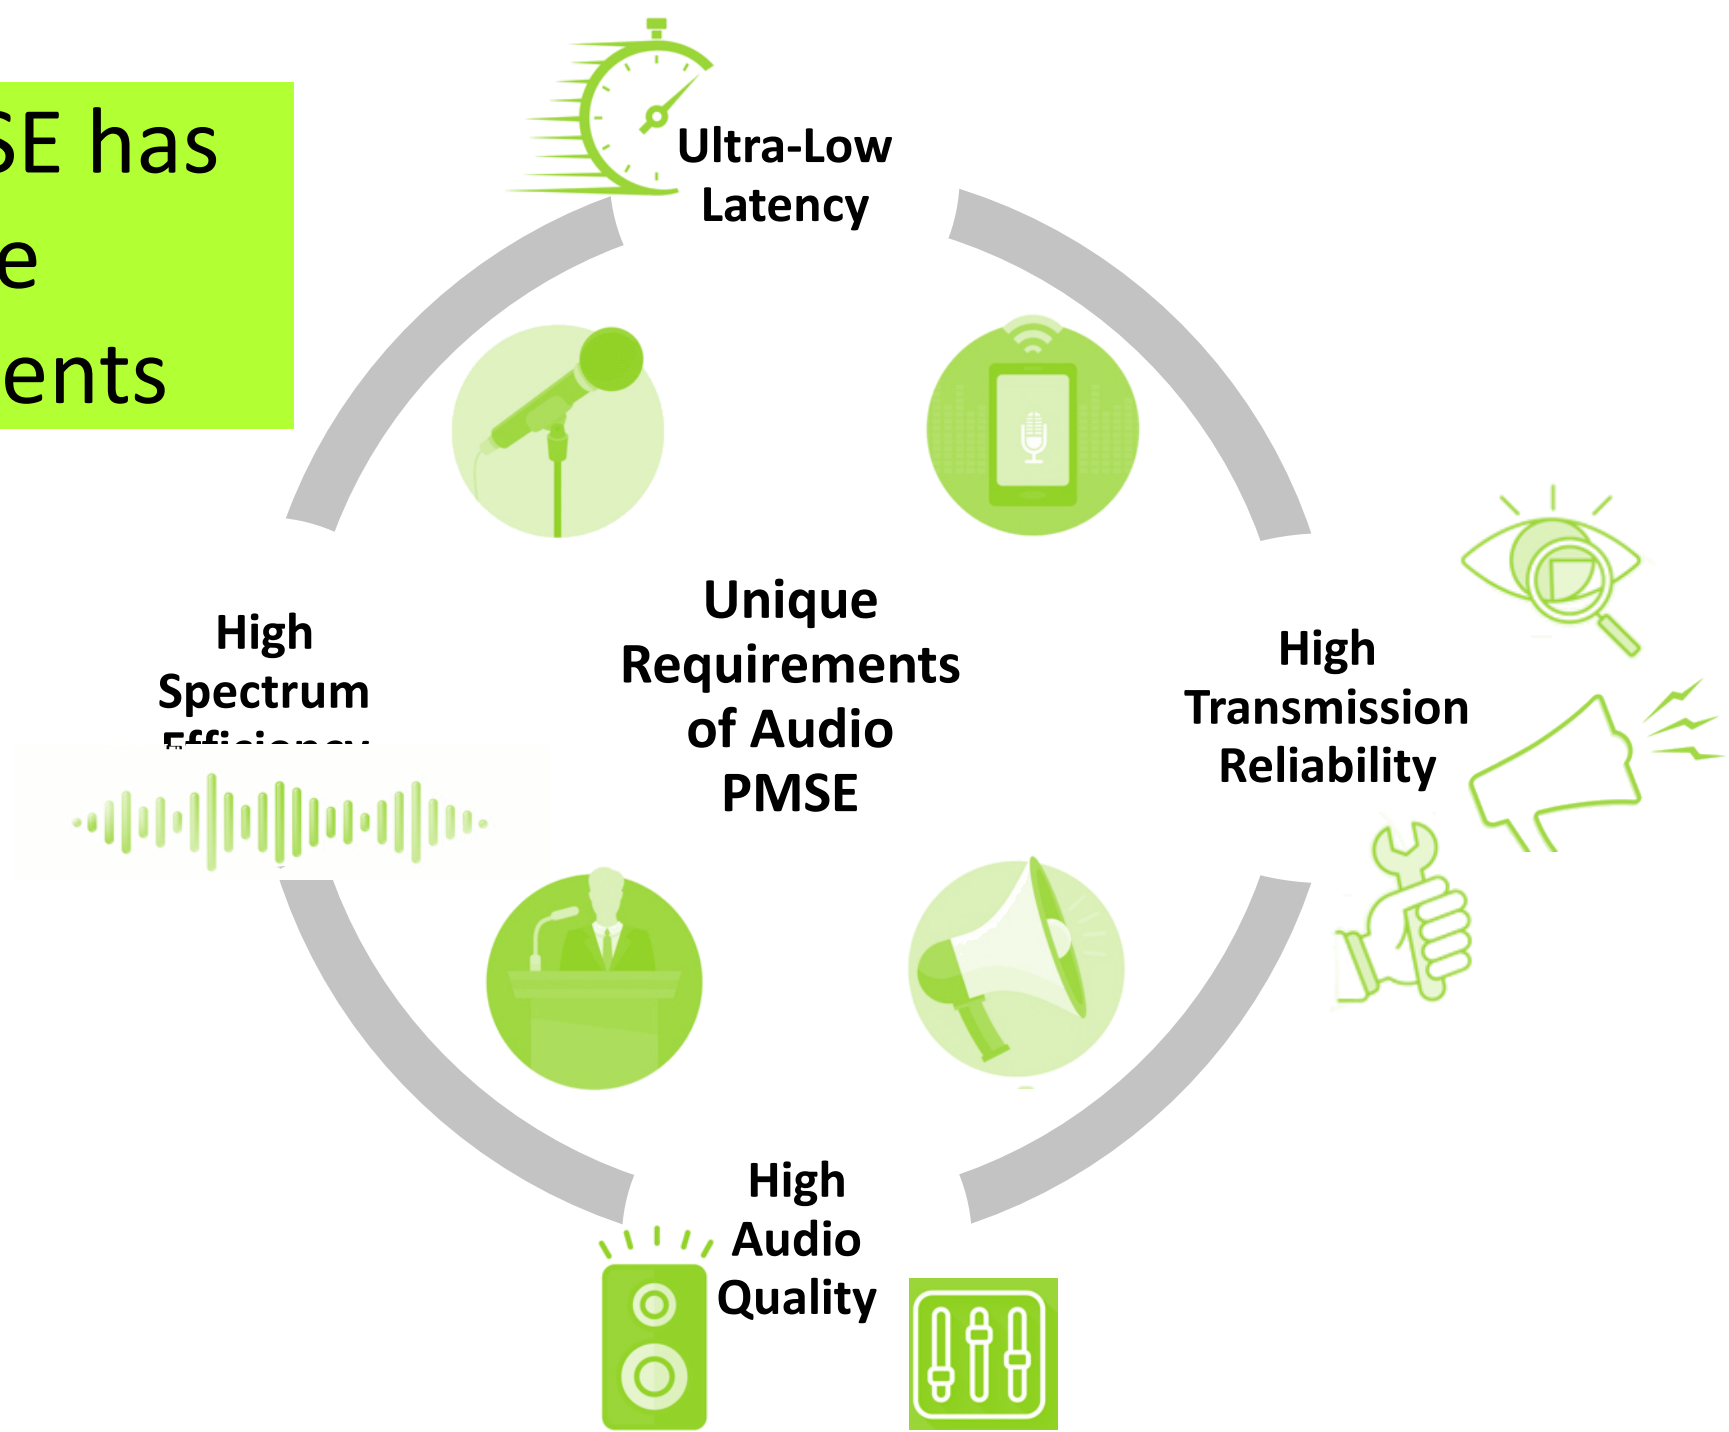 SE has
e
ents
Ultra-Low
Latency
High
Spectrum
Efficiency
Unique
Requirements
of Audio
PMSE
High
Transmission
Reliability
High
Audio
Quality